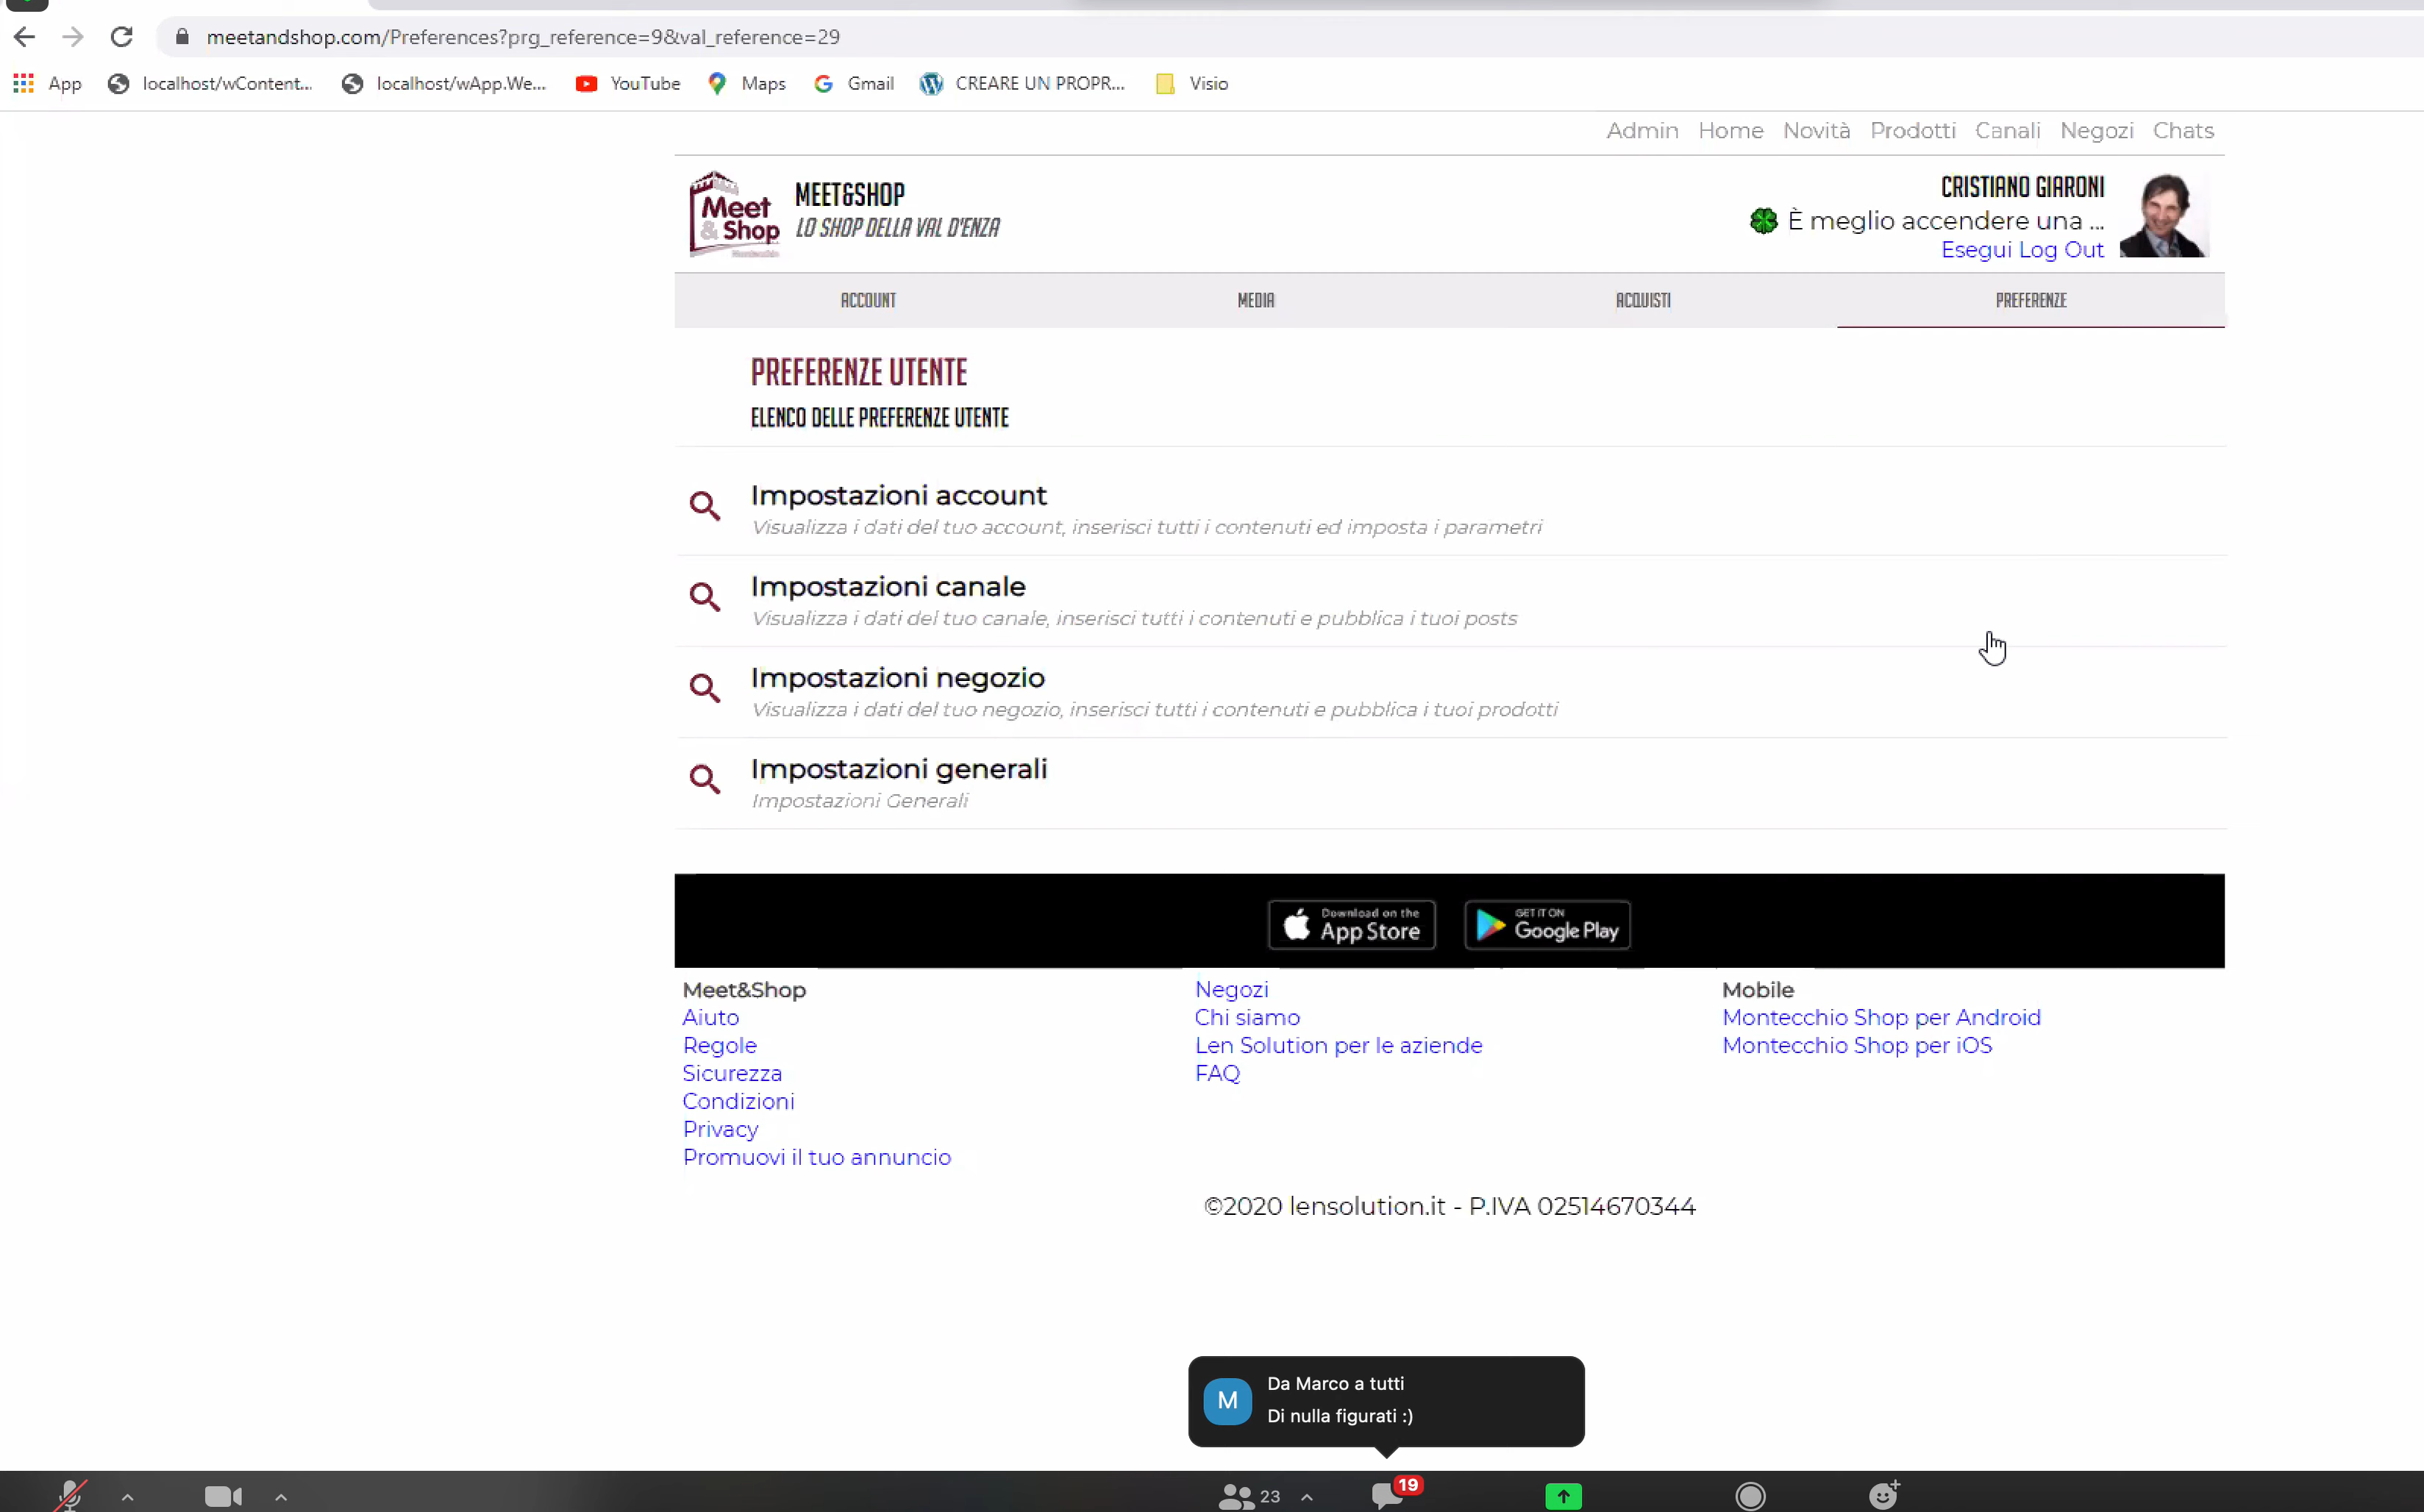 meetandshop.com/Preferences?prg_reference=9&val_reference=29
App localhost/wContent... localhost/wApp.We... YouTube Maps Gmail CREARE UN PROPR... Visio
Admin Home Novità Prodotti Canali Negozi Chats
Meet
& Shop
Montecchio
MEET&SHOP
LO SHOP DELLA VAL D'ENZA
CRISTIANO GIARONI
È meglio accendere una ...
Esegui Log Out
ACCOUNT MEDIA ACQUISTI PREFERENZE
PREFERENZE UTENTE
ELENCO DELLE PREFERENZE UTENTE
Impostazioni account
Visualizza i dati del tuo account, inserisci tutti i contenuti ed imposta i parametri
Impostazioni canale
Visualizza i dati del tuo canale, inserisci tutti i contenuti e pubblica i tuoi posts
Impostazioni negozio
Visualizza i dati del tuo negozio, inserisci tutti i contenuti e pubblica i tuoi prodotti
Impostazioni generali
Impostazioni Generali
Download on the
App Store
GET IT ON
Google Play
Meet&Shop
Aiuto
Regole
Sicurezza
Condizioni
Privacy
Promuovi il tuo annuncio
Negozi
Chi siamo
Len Solution per le aziende
FAQ
Mobile
Montecchio Shop per Android
Montecchio Shop per iOS
©2020 lensolution.it - P.IVA 02514670344
M
Da Marco a tutti
Di nulla figurati :)
23
19